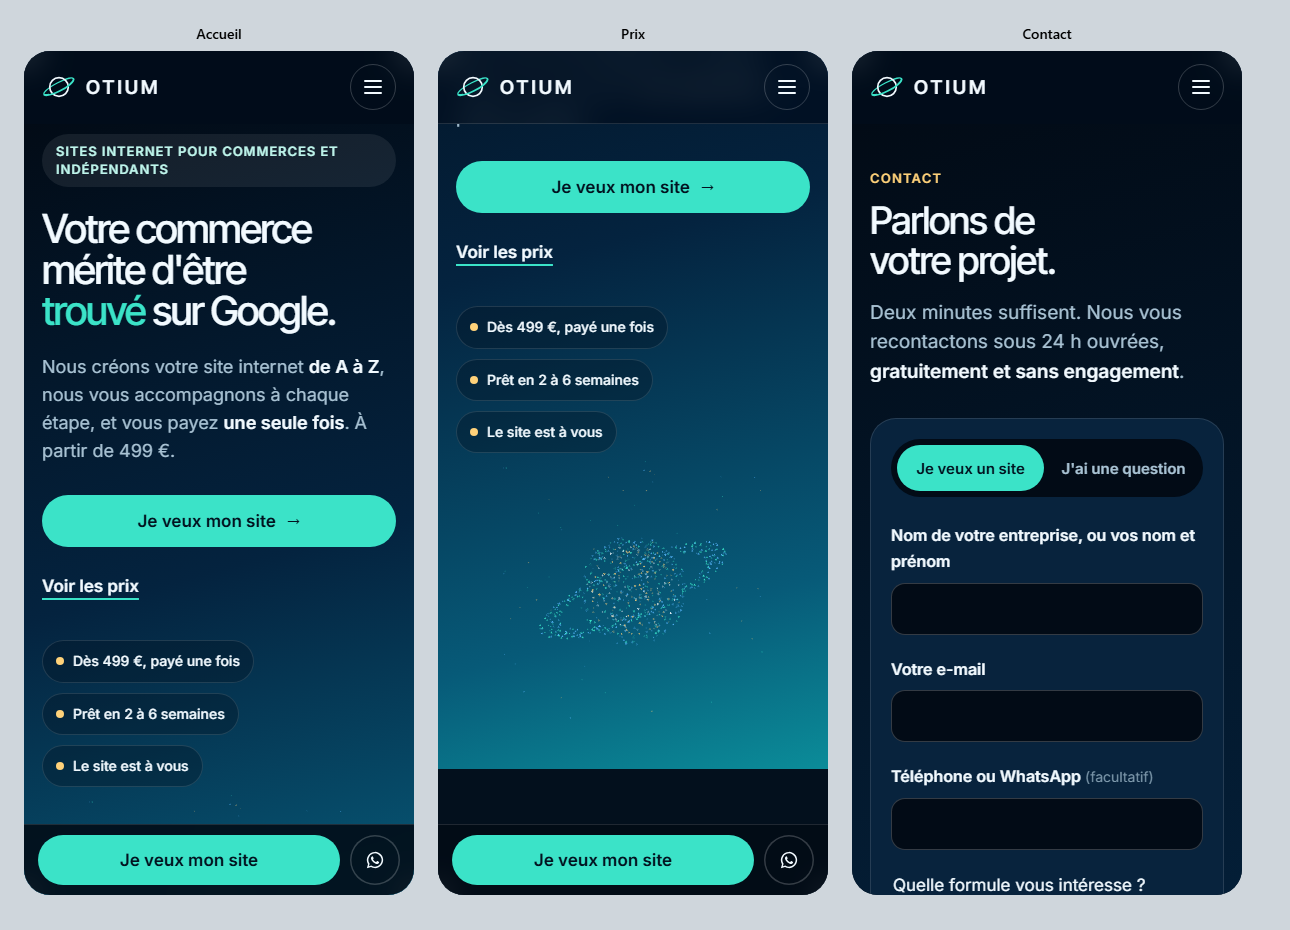 Accueil
OTIUM
SITES INTERNET POUR COMMERCES ET
INDÉPENDANTS
Votre commerce
mérite d'être
trouvé sur Google.
Nous créons votre site internet de A à Z,
nous vous accompagnons à chaque
étape, et vous payez une seule fois. À
partir de 499 €.
Je veux mon site →
Voir les prix
Dès 499 €, payé une fois
Prêt en 2 à 6 semaines
Le site est à vous
Je veux mon site
Prix
OTIUM
Je veux mon site →
Voir les prix
Dès 499 €, payé une fois
Prêt en 2 à 6 semaines
Le site est à vous
Je veux mon site
Contact
OTIUM
CONTACT
Parlons de
votre projet.
Deux minutes suffisent. Nous vous
recontactons sous 24 h ouvrées,
gratuitement et sans engagement.
Je veux un site
J'ai une question
Nom de votre entreprise, ou vos nom et
prénom
Votre e-mail
Téléphone ou WhatsApp (facultatif)
Quelle formule vous intéresse ?